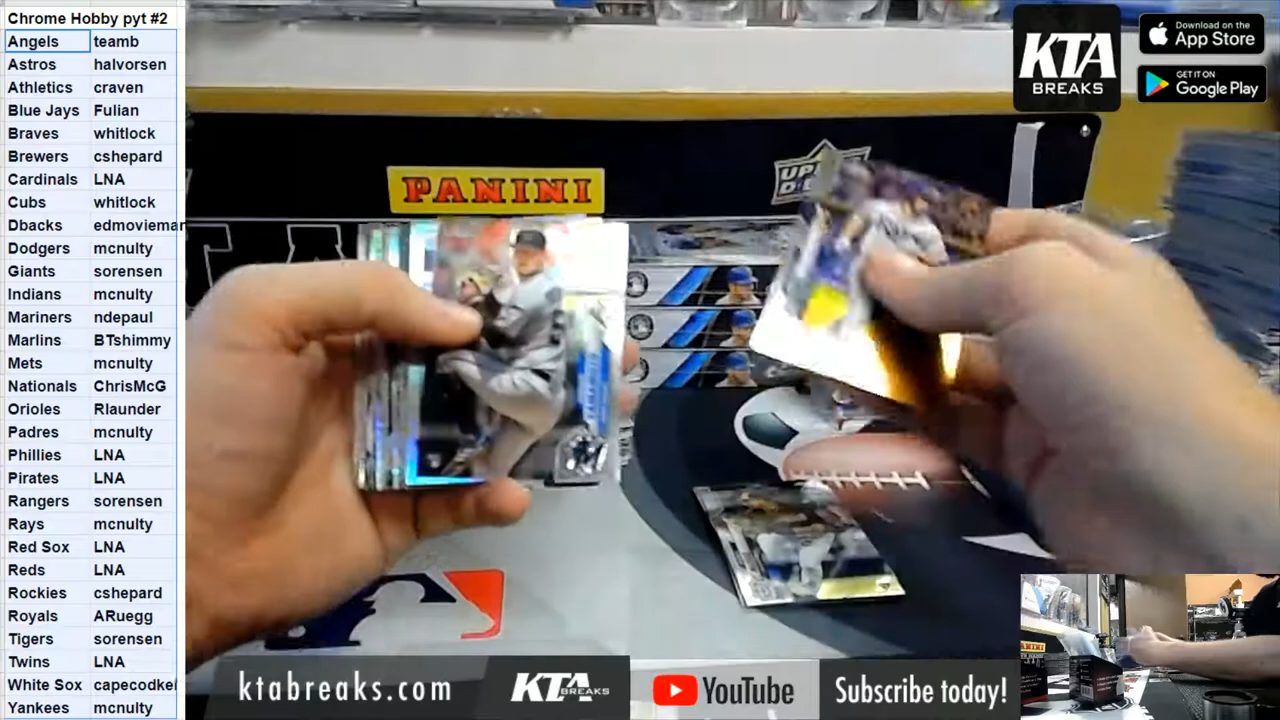 Chrome Hobby pyt #2
Angels teamb
Astros halvorsen
Athletics craven
Blue Jays Fulian
Braves whitlock
Brewers cshepard
Cardinals LNA
Cubs whitlock
Dbacks edmoviemar
Dodgers mcnulty
Giants sorensen
Indians mcnulty
Mariners ndepaul
Marlins BTshimmy
Mets mcnulty
Nationals ChrisMcG
Orioles Rlaunder
Padres mcnulty
Phillies LNA
Pirates LNA
Rangers sorensen
Rays mcnulty
Red Sox LNA
Reds LNA
Rockies cshepard
Royals ARuegg
Tigers sorensen
Twins LNA
White Sox capecodke
Yankees mcnulty
KTA
BREAKS
Download on the
App Store
GET IT ON
Google Play
PANINI
UP
PANINI
ktabreaks.com
KTA
BREAKS
YouTube
Subscribe today!